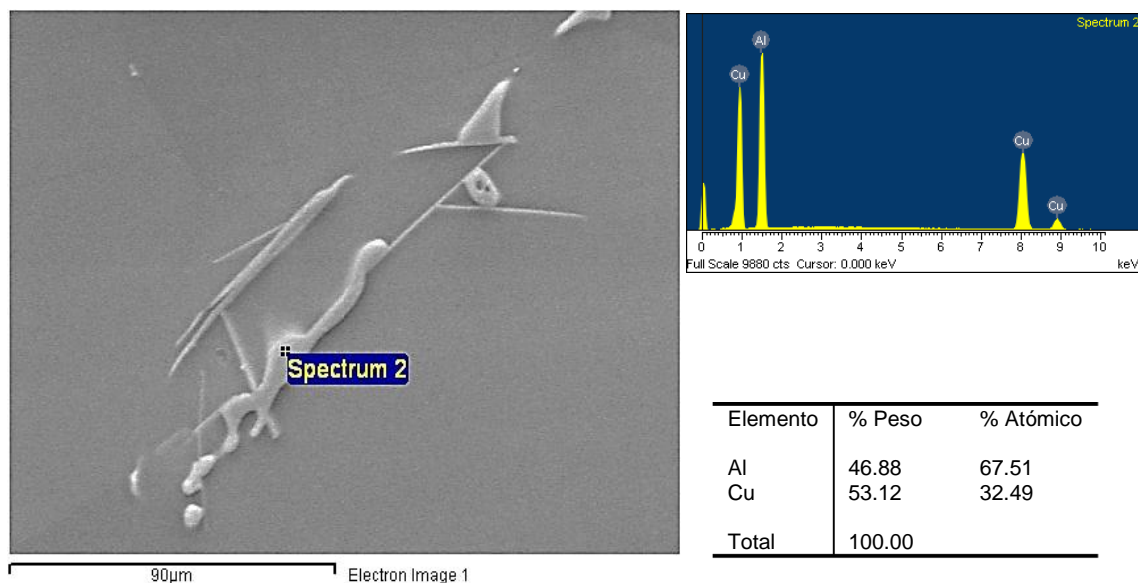 Spectrum 2
90µm
Electron Image 1
Spectrum 2
Al
Cu
Cu
Cu
0 1 2 3 4 5 6 7 8 9 10
Full Scale 9880 cts Cursor: 0.000 keV
keV
Elemento % Peso % Atómico
Al 46.88 67.51
Cu 53.12 32.49
Total 100.00